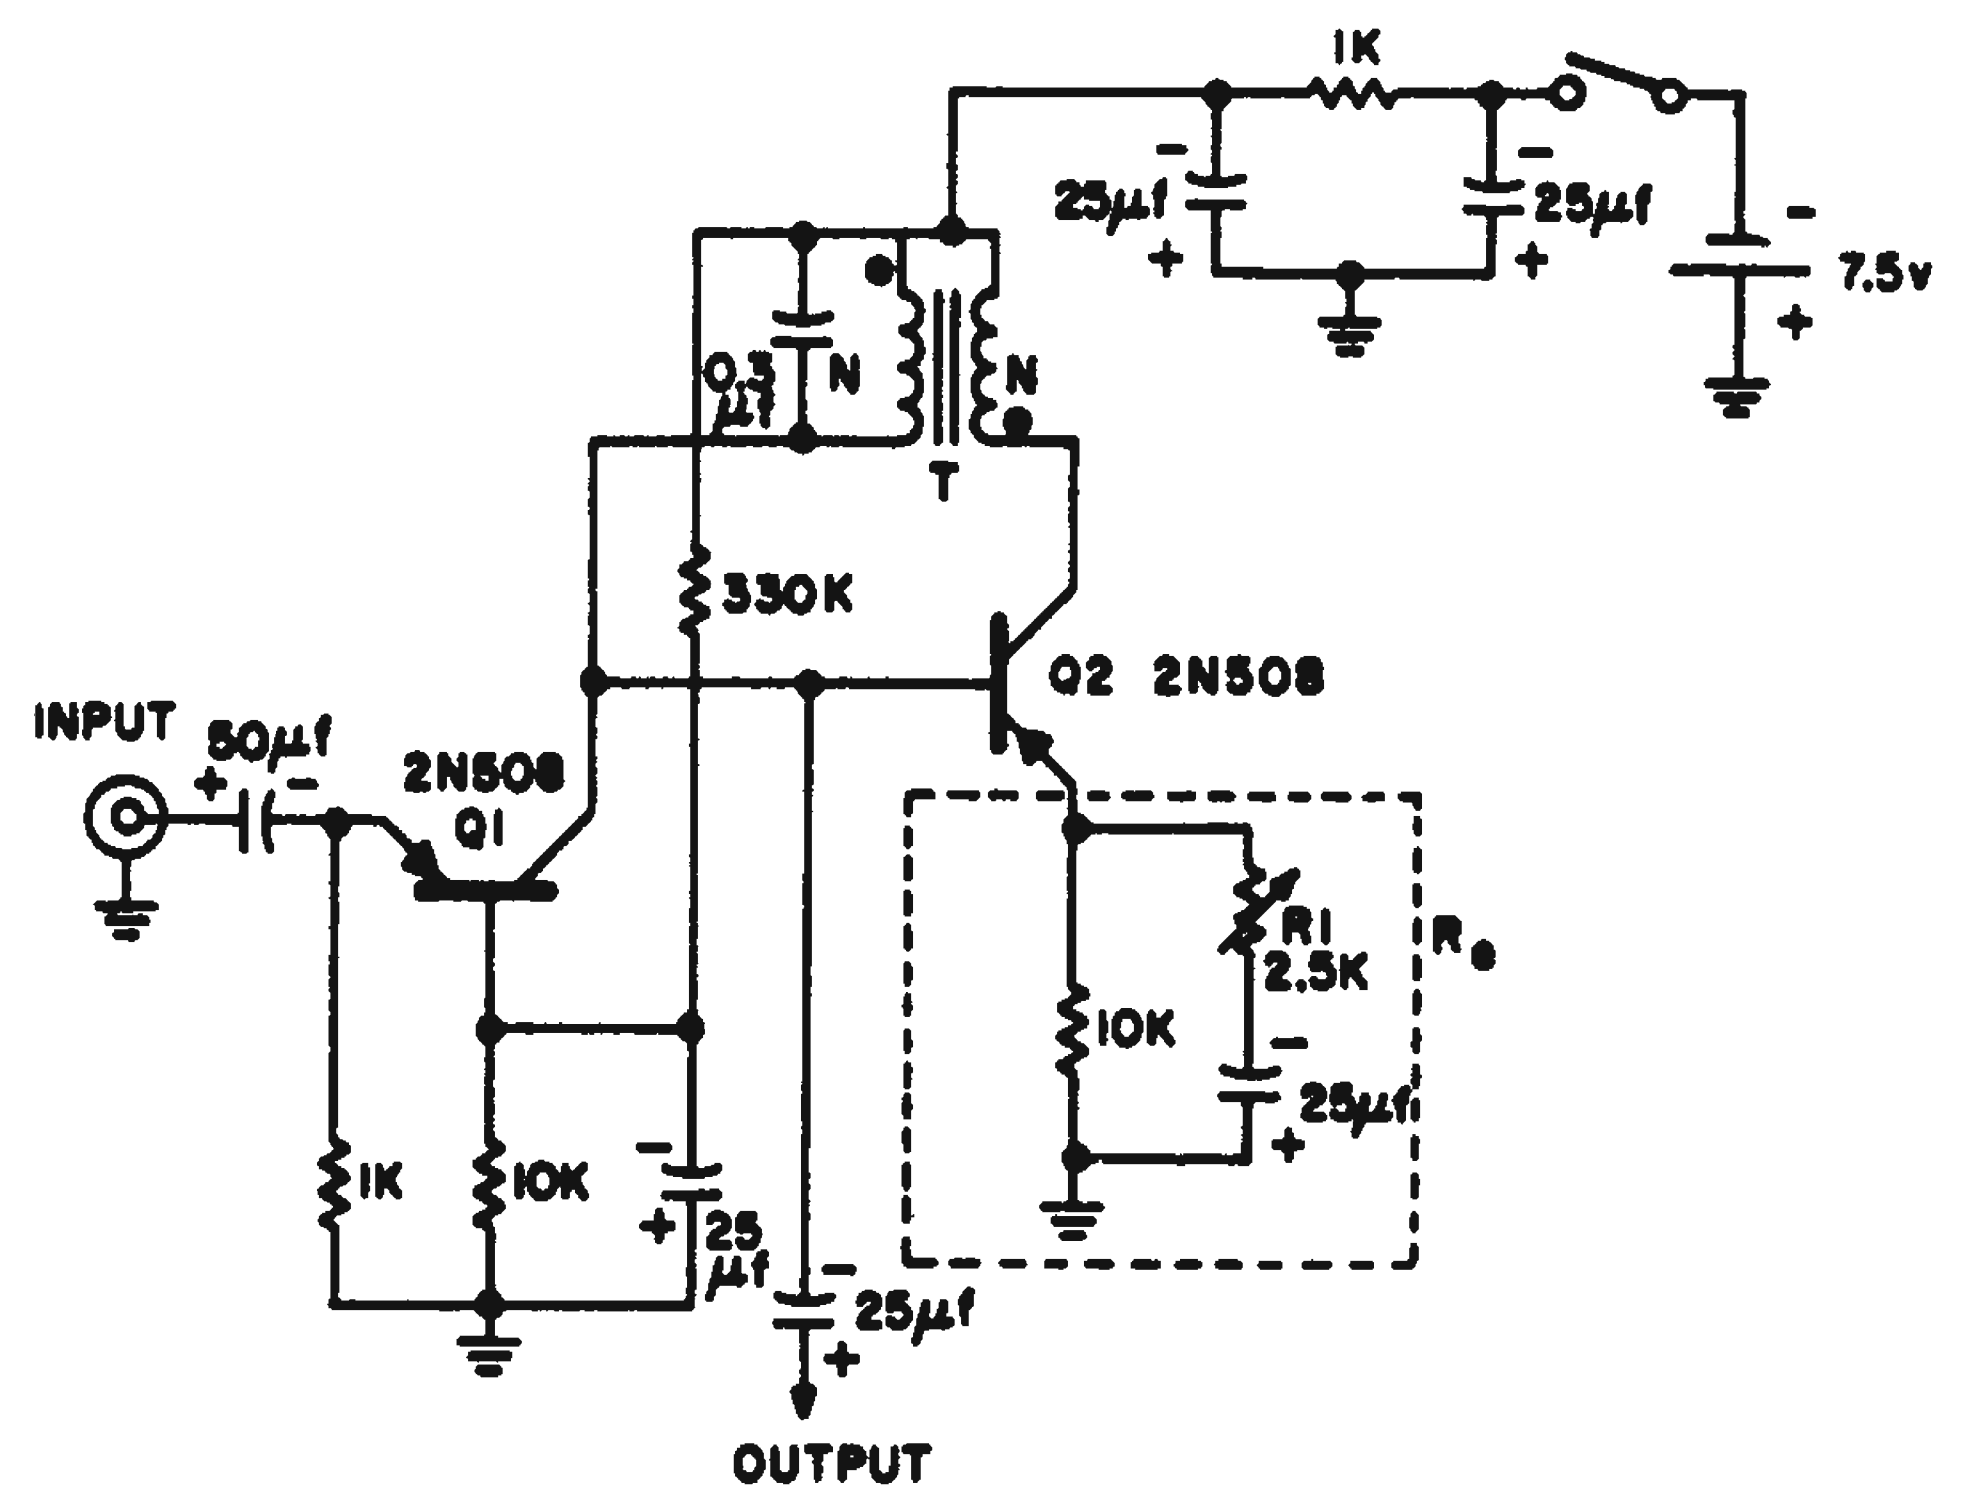 1K
-
-
25µf
25µf
-
+
+
7.5v
+
0.3
µf
N
N
T
330K
Q2 2N508
INPUT
50µf
+ -
2N508
Q1
R1
2.5K
Re
10K
-
25µf
+
-
1K
10K
+
25
µf
-
25µf
+
OUTPUT